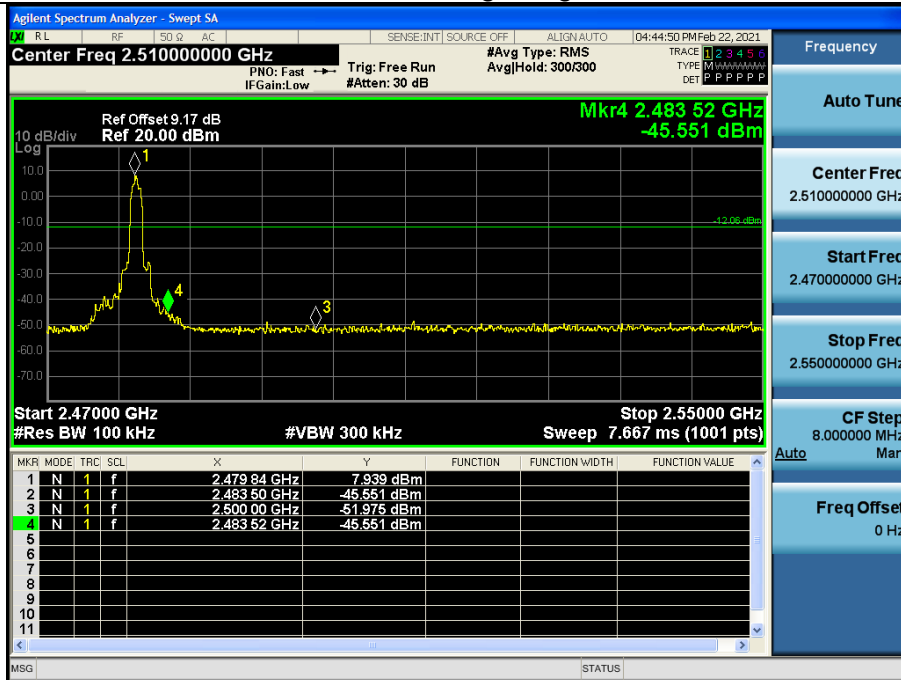 Agilent Spectrum Analyzer - Swept SA
LXI RL RF 50 Ω AC SENSE:INT SOURCE OFF ALIGN AUTO 04:44:50 PM Feb 22, 2021
Center Freq 2.510000000 GHz
PNO: Fast
IFGain:Low
Trig: Free Run
#Atten: 30 dB
#Avg Type: RMS
Avg|Hold: 300/300
TRACE 1 2 3 4 5 6
TYPE M WWWWW
DET P P P P P P
Frequency
Auto Tune
Center Freq
2.510000000 GHz
Start Freq
2.470000000 GHz
Stop Freq
2.550000000 GHz
CF Step
8.000000 MHz
Auto Man
Freq Offset
0 Hz
Mkr4 2.483 52 GHz
-45.551 dBm
Ref Offset 9.17 dB
10 dB/div Ref 20.00 dBm
Log
1
10.0
0.00
-10.0
-12.06 dBm
-20.0
-30.0
-40.0
4
3
-50.0
-60.0
-70.0
Start 2.47000 GHz Stop 2.55000 GHz
#Res BW 100 kHz #VBW 300 kHz Sweep 7.667 ms (1001 pts)
MKR MODE TRC SCL X Y FUNCTION FUNCTION WIDTH FUNCTION VALUE
1 N 1 f 2.479 84 GHz 7.939 dBm
2 N 1 f 2.483 50 GHz -45.551 dBm
3 N 1 f 2.500 00 GHz -51.975 dBm
4 N 1 f 2.483 52 GHz -45.551 dBm
5
6
7
8
9
10
11
MSG STATUS